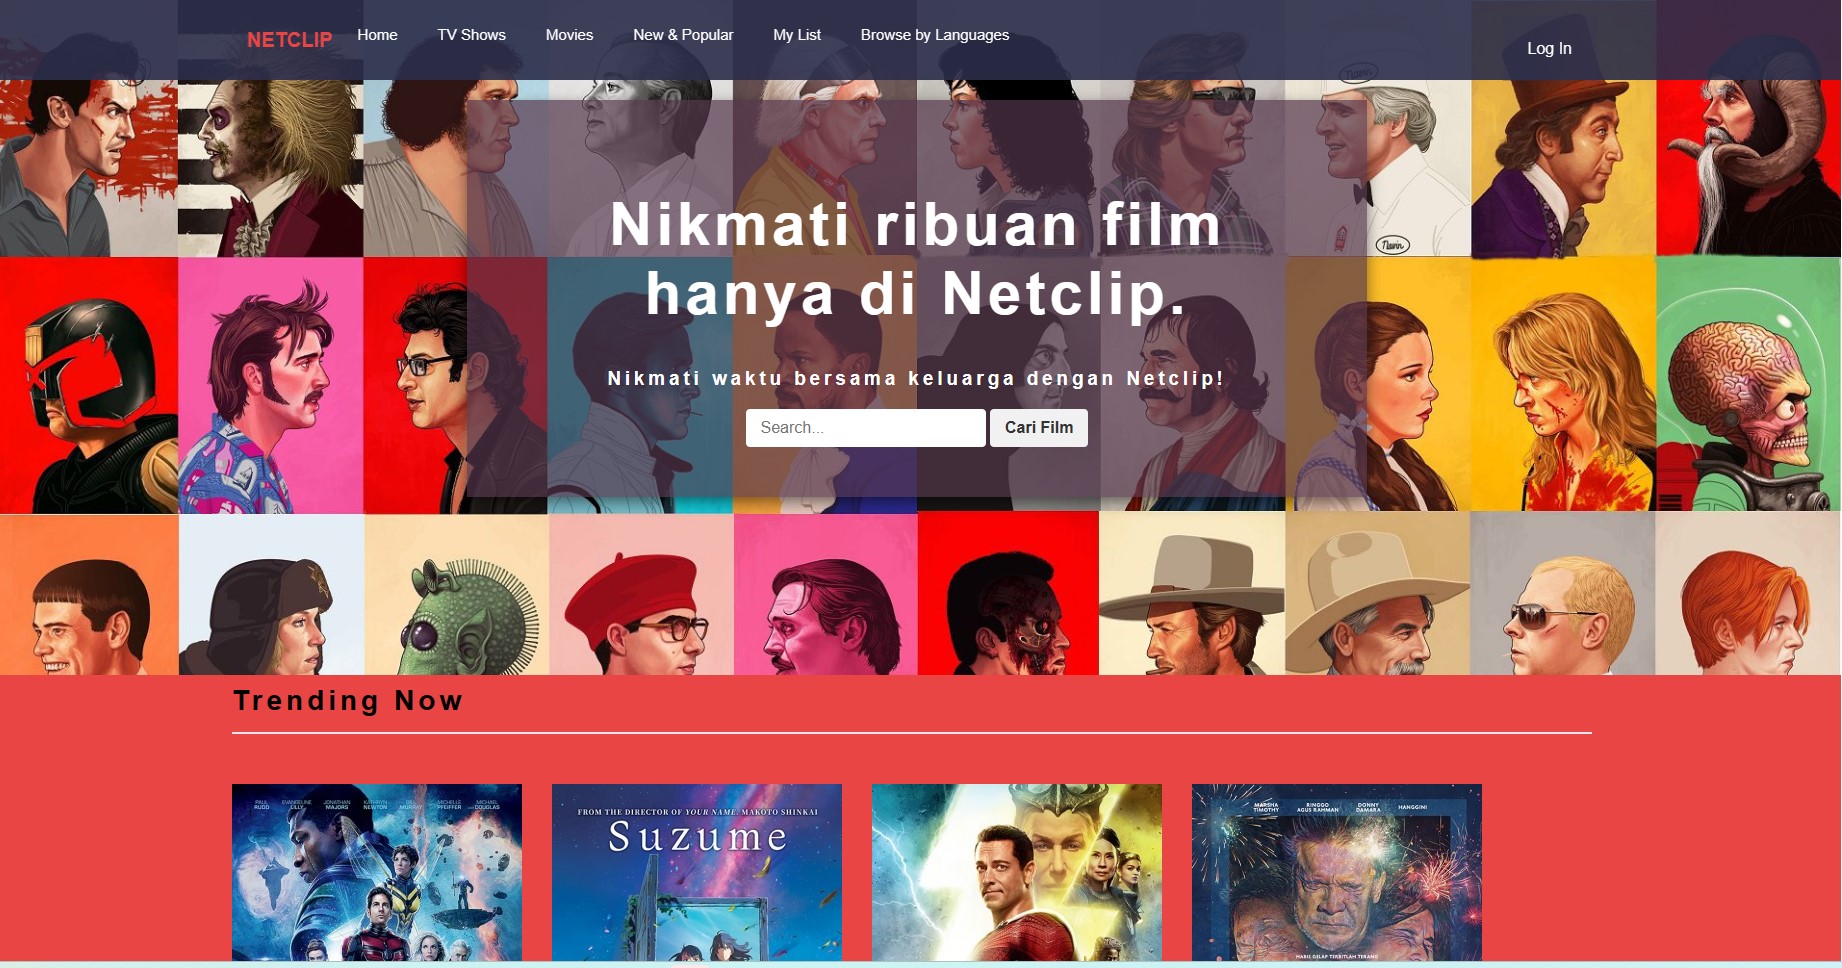 NETCLIP Home TV Shows Movies New & Popular My List Browse by Languages
Log In
Nevin
Nikmati ribuan film
hanya di Netclip.
Nikmati waktu bersama keluarga dengan Netclip!
Search... Cari Film
Trending Now
PAUL RUDD EVANGELINE LILLY JONATHAN MAJORS KATHRYN NEWTON BILL MURRAY MICHELLE PFEIFFER MICHAEL DOUGLAS
FROM THE DIRECTOR OF YOUR NAME. MAKOTO SHINKAI
Suzume
MARSHA TIMOTHY RINGGO AGUS RAHMAN DONNY DAMARA HANGGINI
HABIS GELAP TERBITLAH TERANG